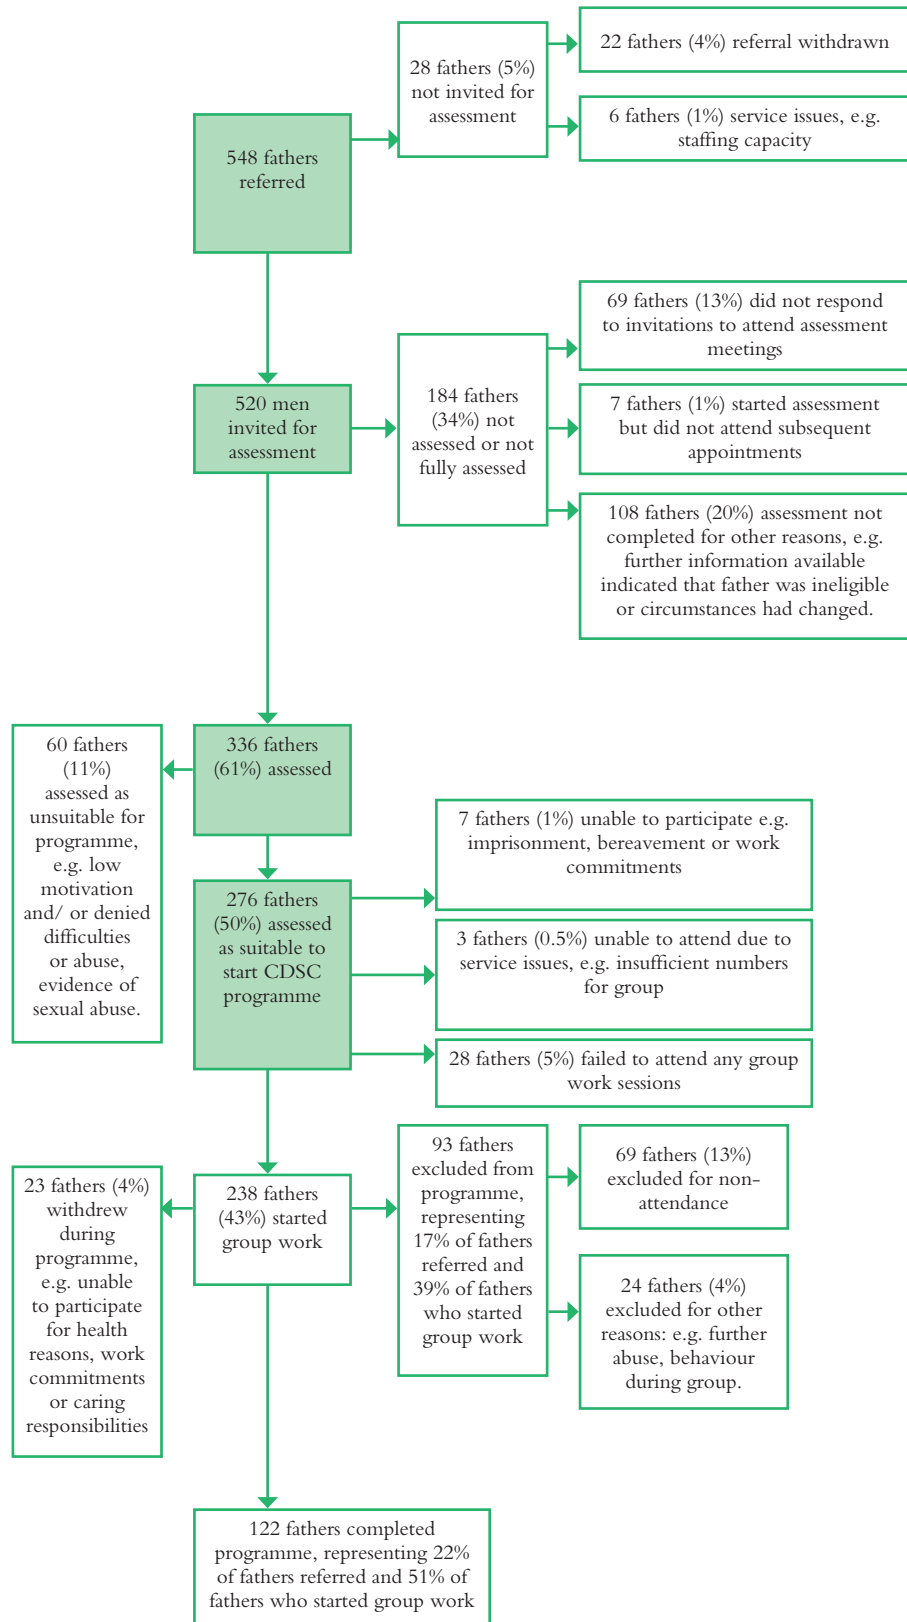 548 fathers
referred
28 fathers (5%)
not invited for
assessment
22 fathers (4%) referral withdrawn
6 fathers (1%) service issues, e.g.
staffing capacity
520 men
invited for
assessment
184 fathers
(34%) not
assessed or not
fully assessed
69 fathers (13%) did not respond
to invitations to attend assessment
meetings
7 fathers (1%) started assessment
but did not attend subsequent
appointments
108 fathers (20%) assessment not
completed for other reasons, e.g.
further information available
indicated that father was ineligible
or circumstances had changed.
336 fathers
(61%) assessed
60 fathers
(11%)
assessed as
unsuitable for
programme,
e.g. low
motivation
and/ or denied
difficulties
or abuse,
evidence of
sexual abuse.
276 fathers
(50%) assessed
as suitable to
start CDSC
programme
7 fathers (1%) unable to participate e.g.
imprisonment, bereavement or work
commitments
3 fathers (0.5%) unable to attend due to
service issues, e.g. insufficient numbers
for group
28 fathers (5%) failed to attend any group
work sessions
238 fathers
(43%) started
group work
23 fathers (4%)
withdrew
during
programme,
e.g. unable
to participate
for health
reasons, work
commitments
or caring
responsibilities
93 fathers
excluded from
programme,
representing
17% of fathers
referred and
39% of fathers
who started
group work
69 fathers (13%)
excluded for non-
attendance
24 fathers (4%)
excluded for other
reasons: e.g. further
abuse, behaviour
during group.
122 fathers completed
programme, representing 22%
of fathers referred and 51% of
fathers who started group work